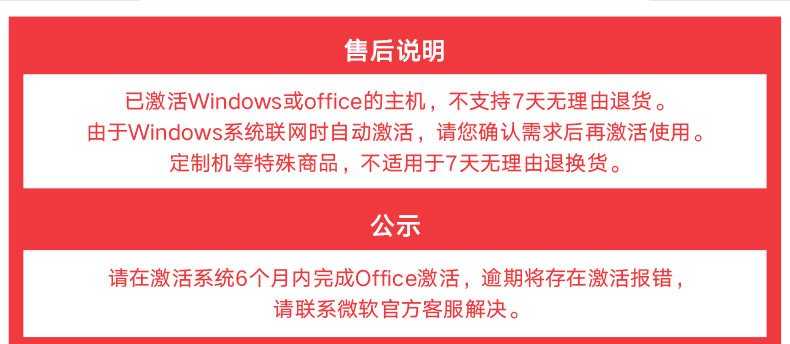 售后说明
已激活Windows或office的主机，不支持7天无理由退货。
由于Windows系统联网时自动激活，请您确认需求后再激活使用。
定制机等特殊商品，不适用于7天无理由退换货。
公示
请在激活系统6个月内完成Office激活，逾期将存在激活报错，
请联系微软官方客服解决。